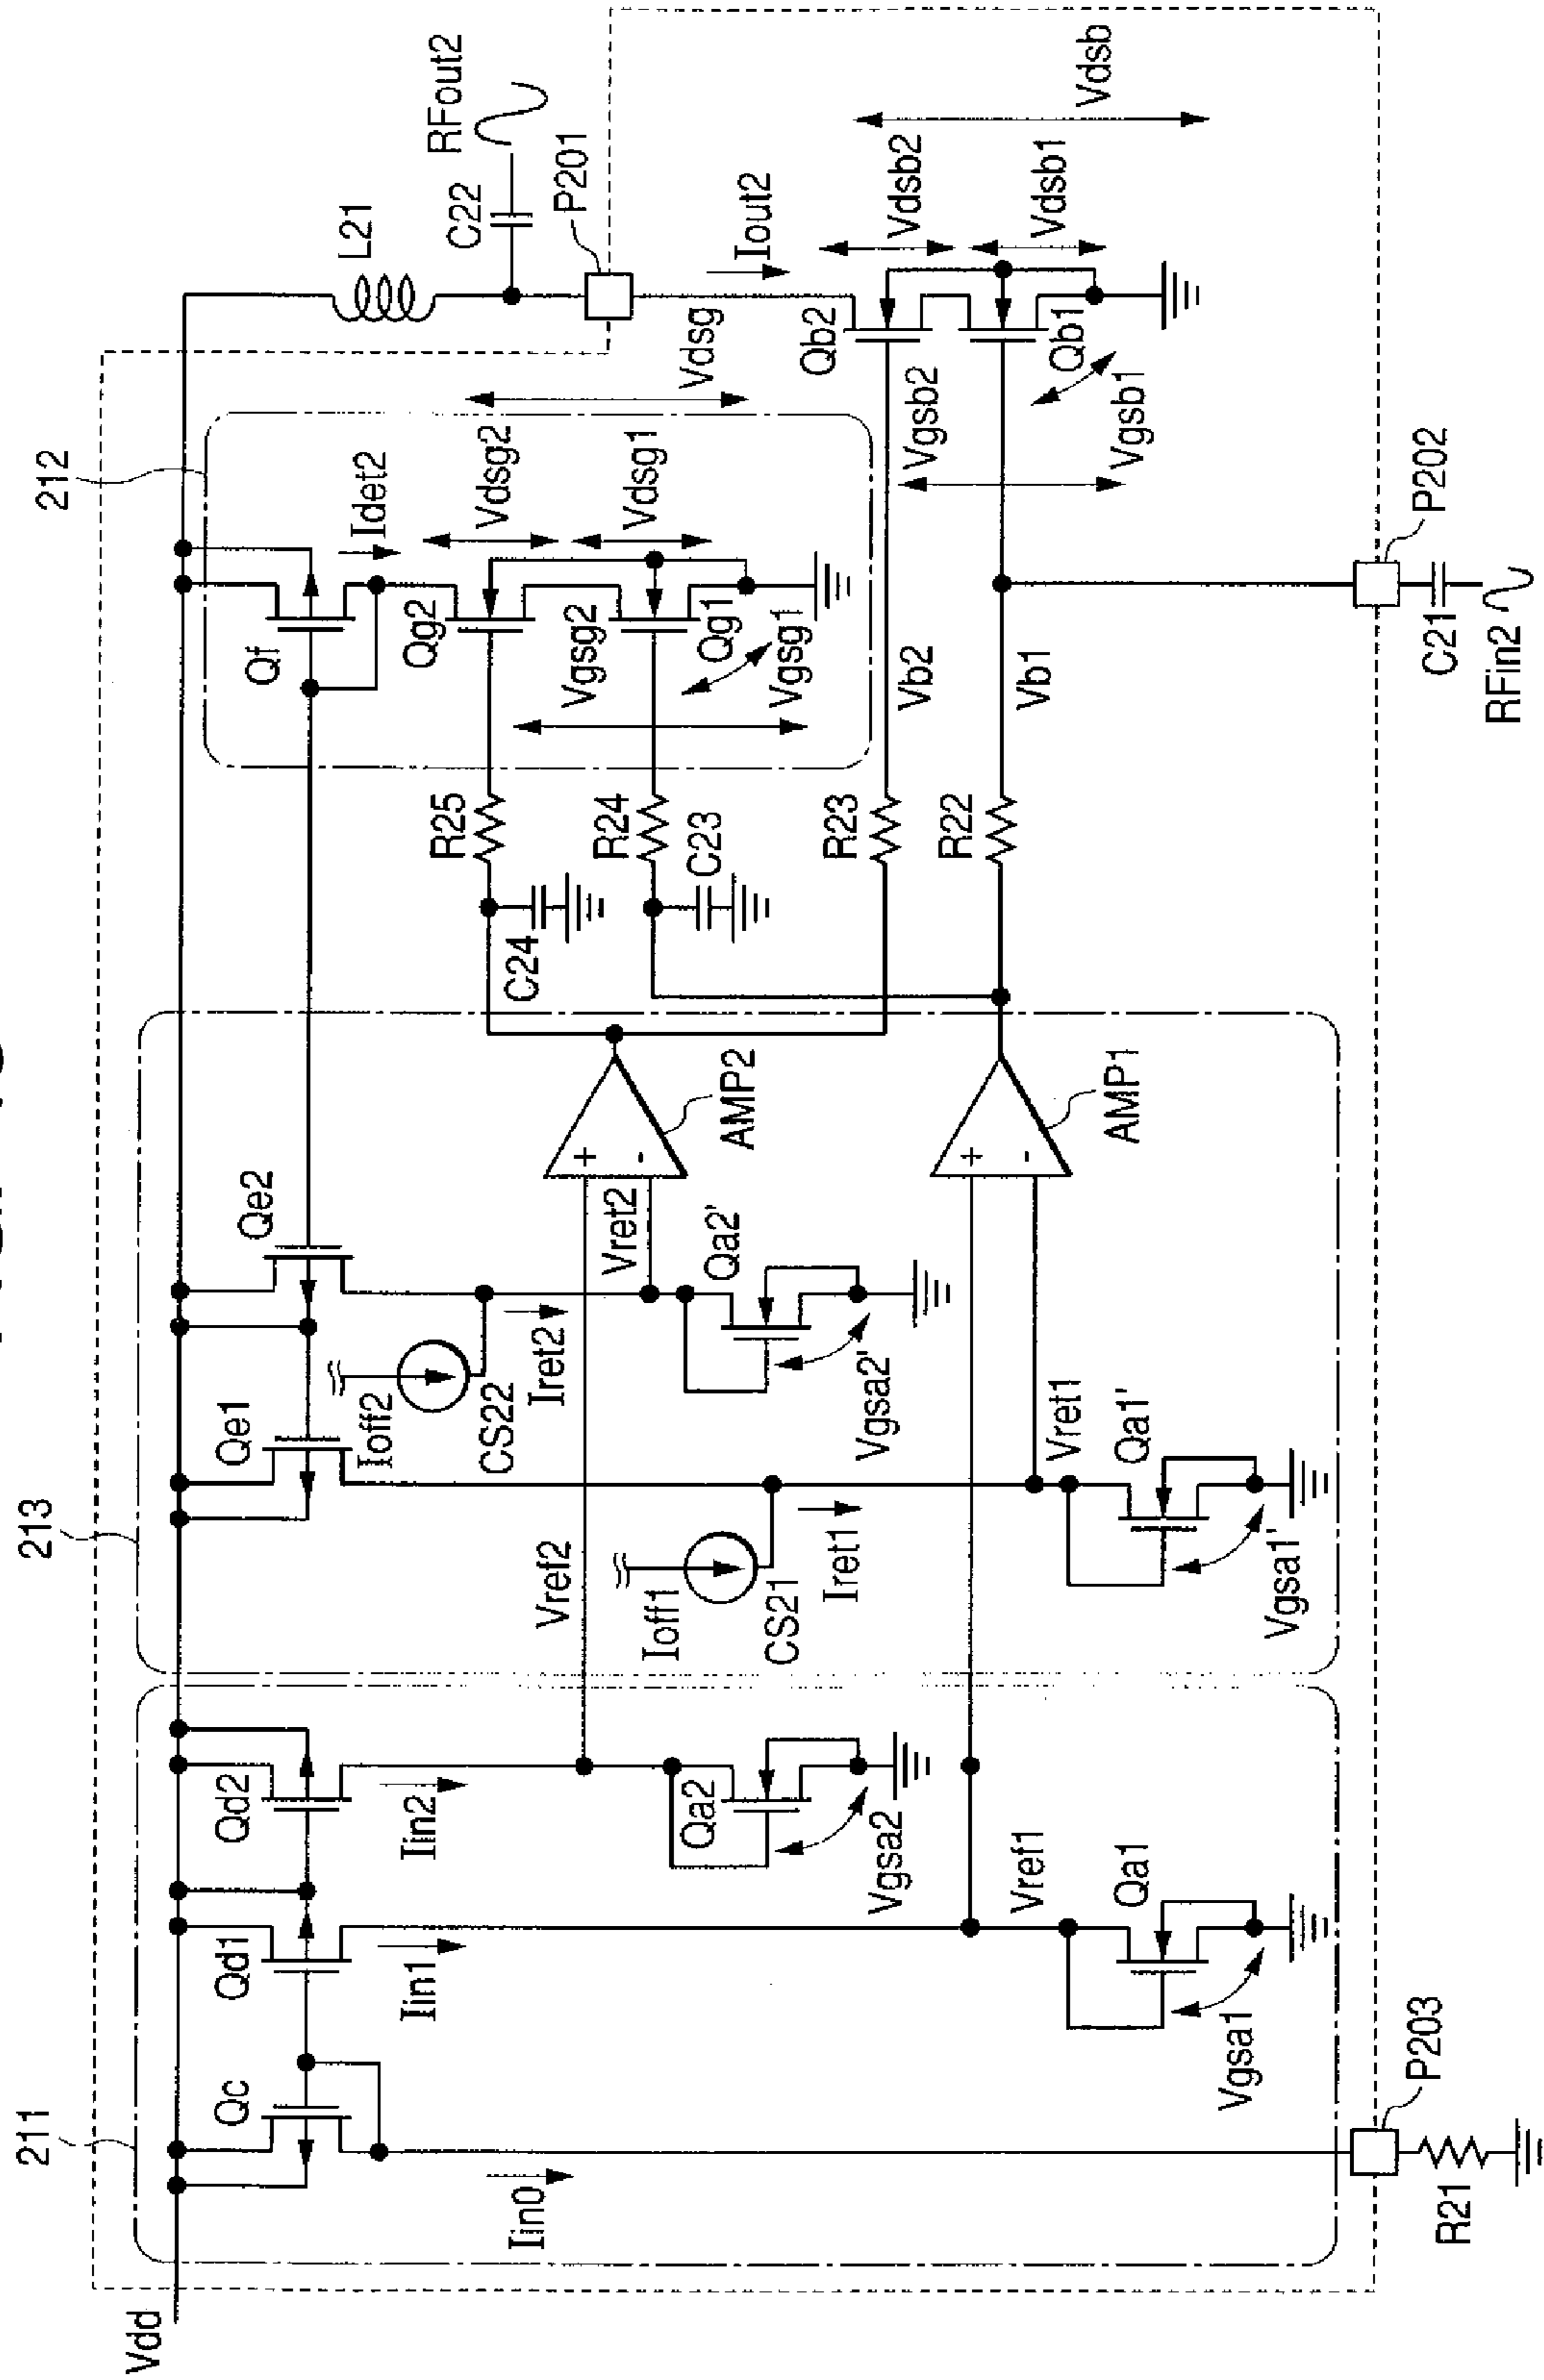 212
213
211
Vdd
L21
RFout2
C22
P201
Iout2
Qf
Idet2
Qg2
Vdsg2
Vdsg1
Vdsg
Vgsg2
Qg1
Vgsg1
Qb2
Vdsb2
Vdsb1
Vdsb
Vgsb2
Qb1
Vgsb1
R25
R24
R23
R22
C24
C23
Vb2
Vb1
P202
C21
RFin2
Qe2
Qe1
Ioff2
CS22
Iret2
Vret2
+
-
AMP2
Qa2'
Vgsa2'
Vref2
Ioff1
CS21
Iret1
+
-
AMP1
Vret1
Qa1'
Vgsa1'
Qc
Qd1
Qd2
Iin0
Iin1
Iin2
Qa2
Vgsa2
Vref1
Qa1
Vgsa1
P203
R21